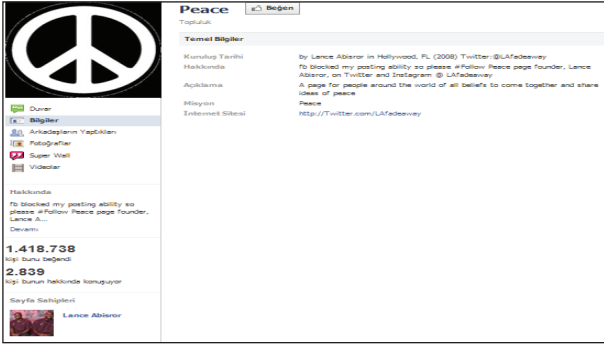 Peace Beğen
Topluluk
Temel Bilgiler
Kuruluş Tarihi by Lance Abisror in Hollywood, FL (2008) Twitter:@LAfadeaway
Hakkında fb blocked my posting ability so please #Follow Peace page founder, Lance
Abisror, on Twitter and Instagram @ LAfadeaway
Açıklama A page for people around the world of all beliefs to come together and share
ideas of peace
Misyon Peace
İnternet Sitesi http://Twitter.com/LAfadeaway
Duvar
Bilgiler
Arkadaşların Yaptıkları
Fotoğraflar
Super Wall
Videolar
Hakkında
fb blocked my posting ability so
please #Follow Peace page founder,
Lance A...
Devamı
1.418.738
kişi bunu beğendi
2.839
kişi bunun hakkında konuşuyor
Sayfa Sahipleri
Lance Abisror